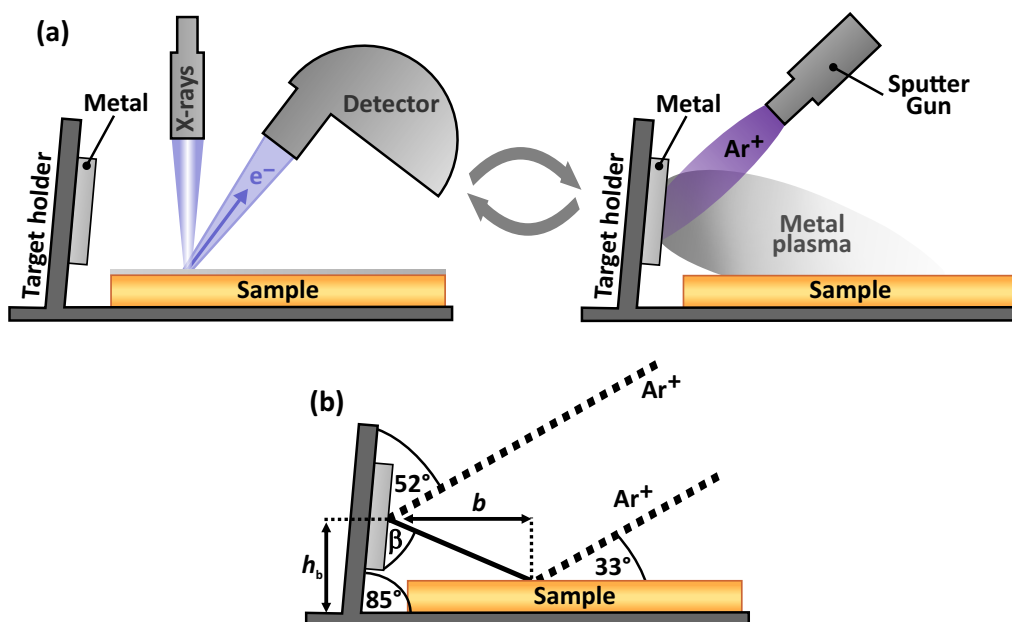 (a)
X-rays
Metal
Detector
e⁻
Target holder
Sample
Metal
Sputter
Gun
Ar⁺
Metal
plasma
Target holder
Sample
(b)
Ar⁺
52°
b
Ar⁺
β
hb
33°
85°
Sample